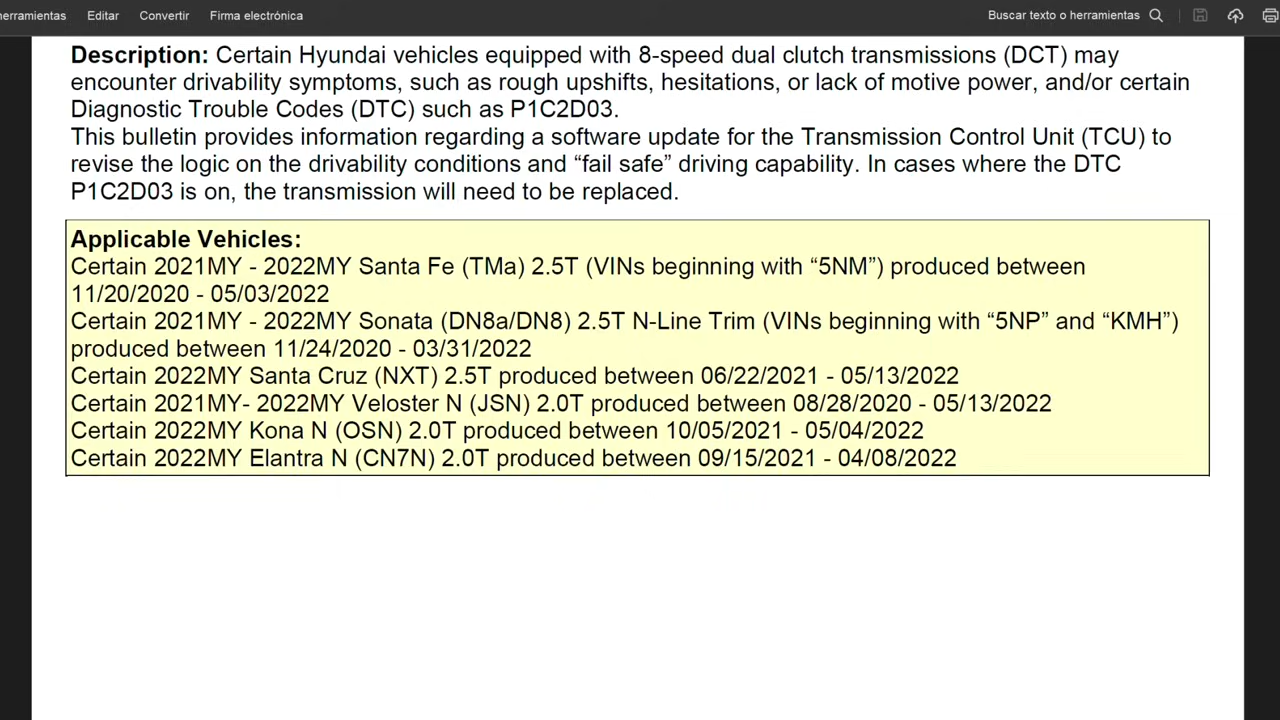 erramientas Editar Convertir Firma electrónica Buscar texto o herramientas
Description: Certain Hyundai vehicles equipped with 8-speed dual clutch transmissions (DCT) may
encounter drivability symptoms, such as rough upshifts, hesitations, or lack of motive power, and/or certain
Diagnostic Trouble Codes (DTC) such as P1C2D03.
This bulletin provides information regarding a software update for the Transmission Control Unit (TCU) to
revise the logic on the drivability conditions and “fail safe” driving capability. In cases where the DTC
P1C2D03 is on, the transmission will need to be replaced.
Applicable Vehicles:
Certain 2021MY - 2022MY Santa Fe (TMa) 2.5T (VINs beginning with “5NM”) produced between
11/20/2020 - 05/03/2022
Certain 2021MY - 2022MY Sonata (DN8a/DN8) 2.5T N-Line Trim (VINs beginning with “5NP” and “KMH”)
produced between 11/24/2020 - 03/31/2022
Certain 2022MY Santa Cruz (NXT) 2.5T produced between 06/22/2021 - 05/13/2022
Certain 2021MY- 2022MY Veloster N (JSN) 2.0T produced between 08/28/2020 - 05/13/2022
Certain 2022MY Kona N (OSN) 2.0T produced between 10/05/2021 - 05/04/2022
Certain 2022MY Elantra N (CN7N) 2.0T produced between 09/15/2021 - 04/08/2022